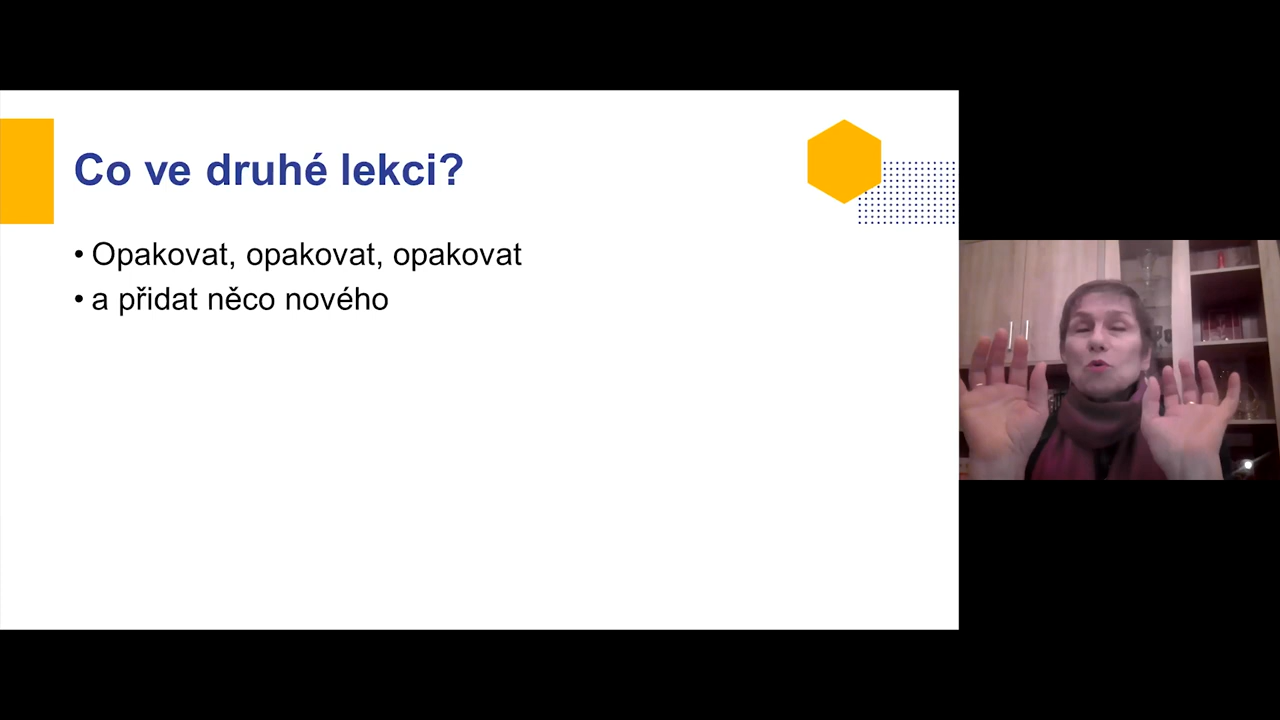 Co ve druhé lekci?
• Opakovat, opakovat, opakovat
• a přidat něco nového